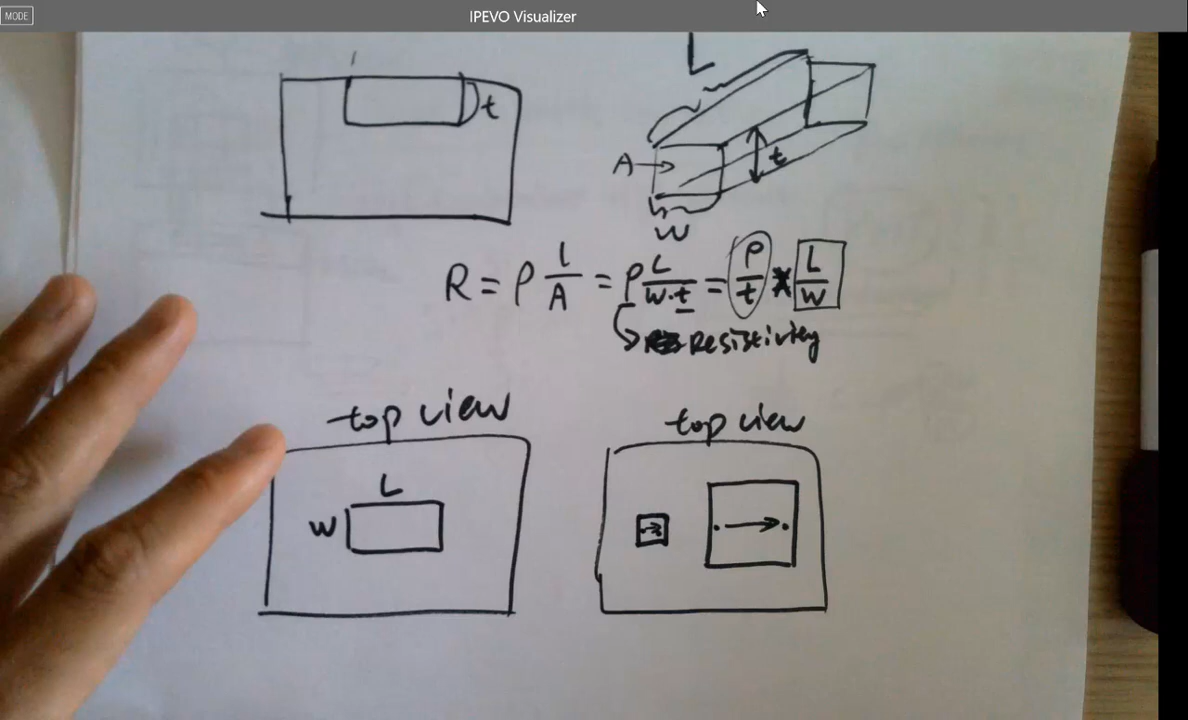 MODE
IPEVO Visualizer
L
t
A
t
W
R = ρ l/A = ρ L/(W·t) = ρ/t * L/W
Resistivity
top view
top view
L
W